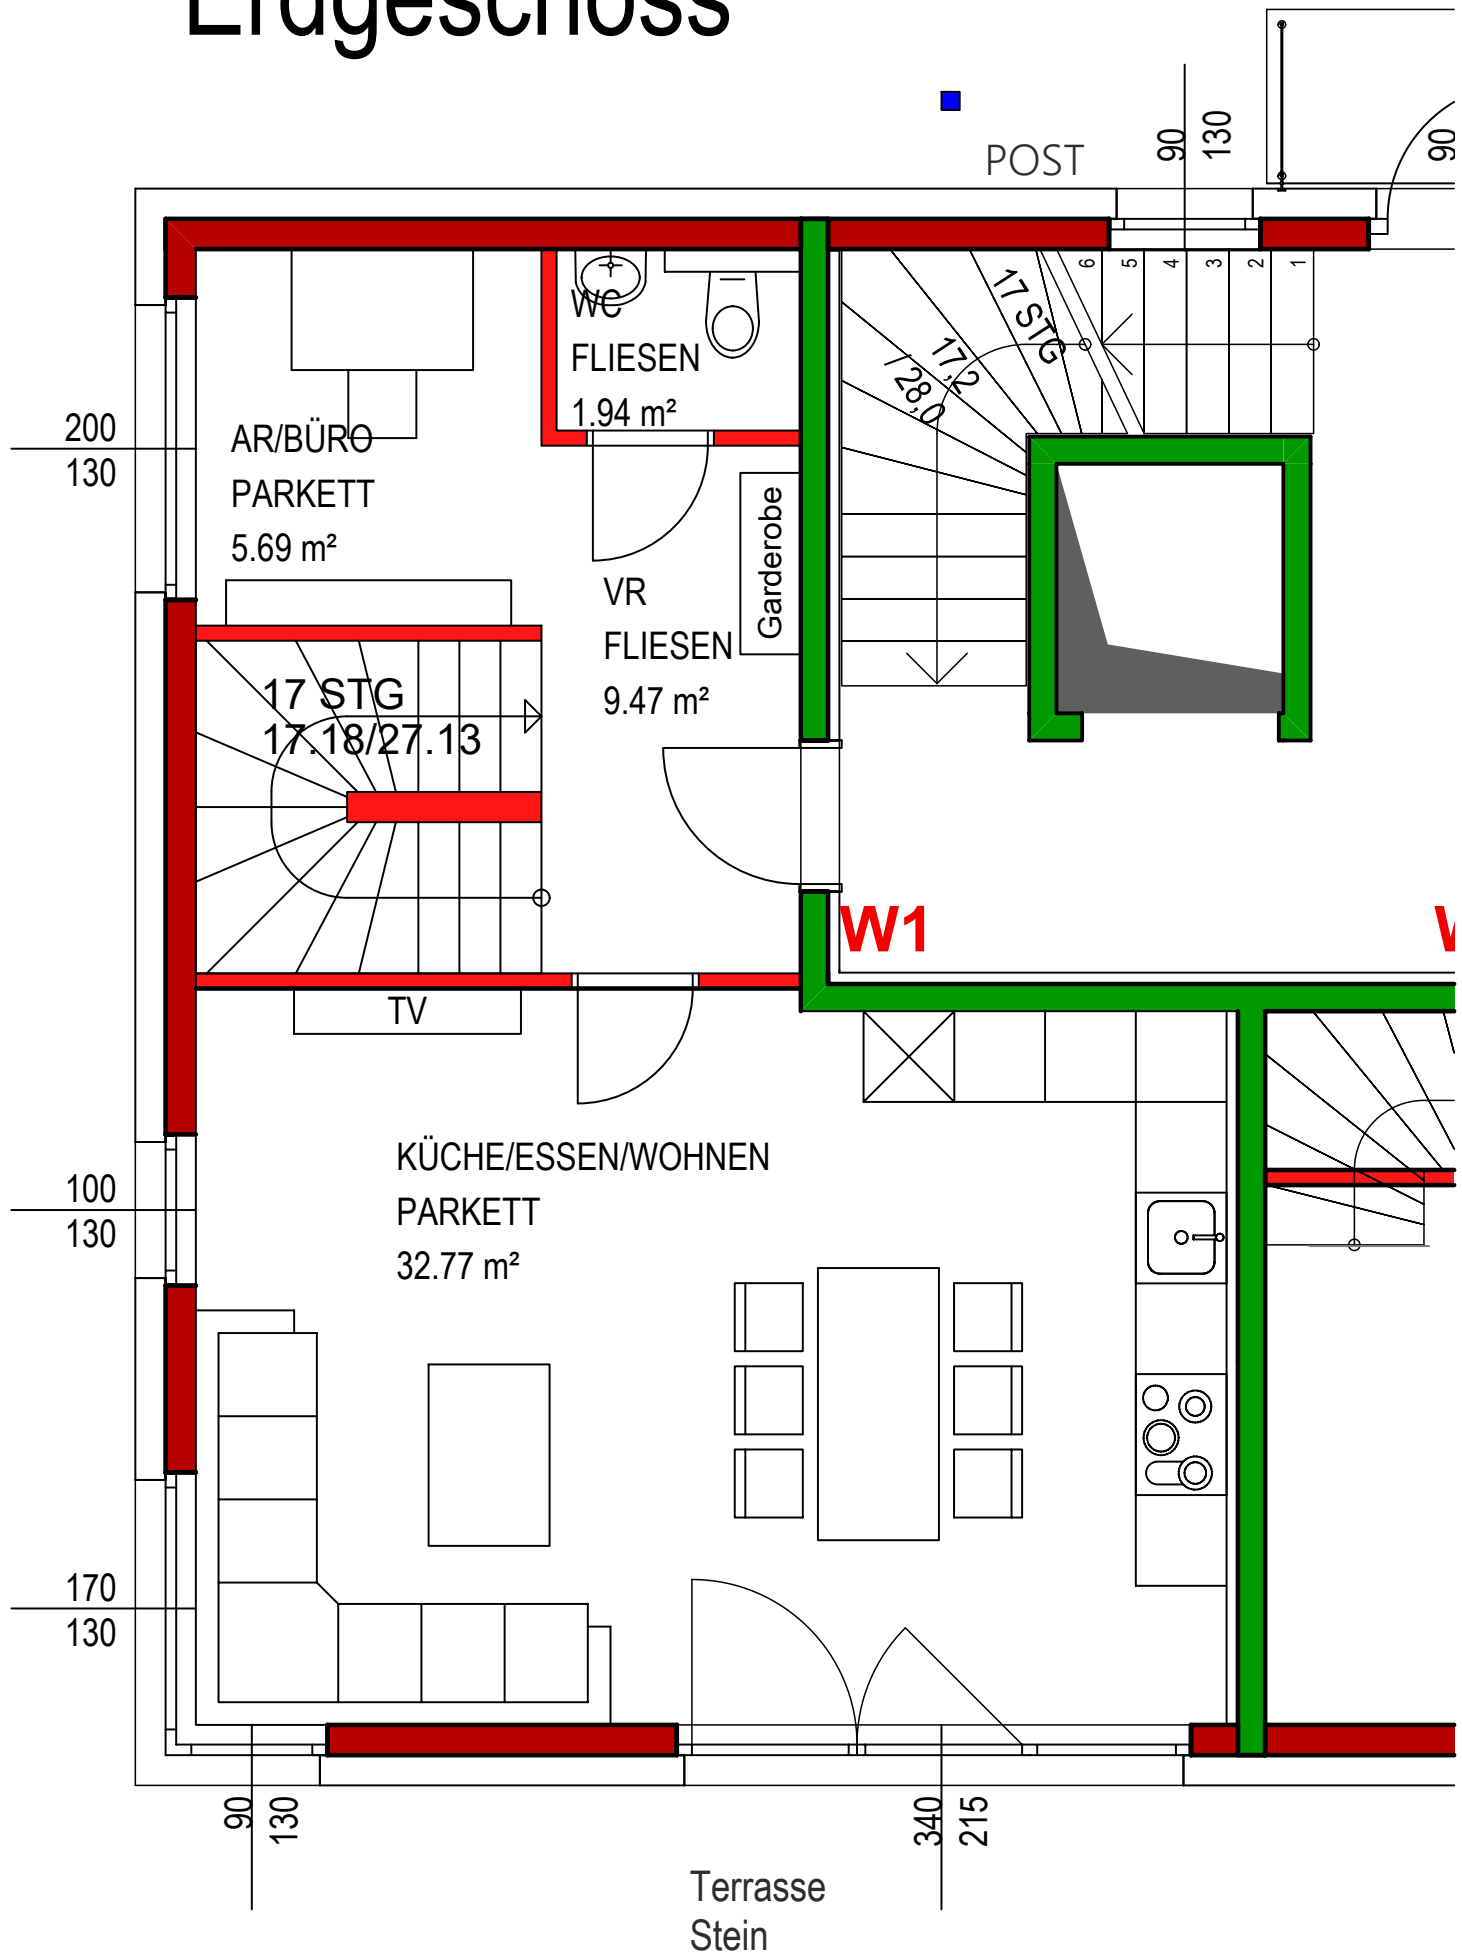 Erdgeschoss
POST
90
130
90
6
5
4
3
2
1
17 STG
17,2
/ 28,0
WC
FLIESEN
1.94 m²
200
130
AR/BÜRO
PARKETT
5.69 m²
Garderobe
VR
FLIESEN
9.47 m²
17 STG
17.18/27.13
W1
TV
KÜCHE/ESSEN/WOHNEN
PARKETT
32.77 m²
100
130
170
130
90
130
340
215
Terrasse
Stein